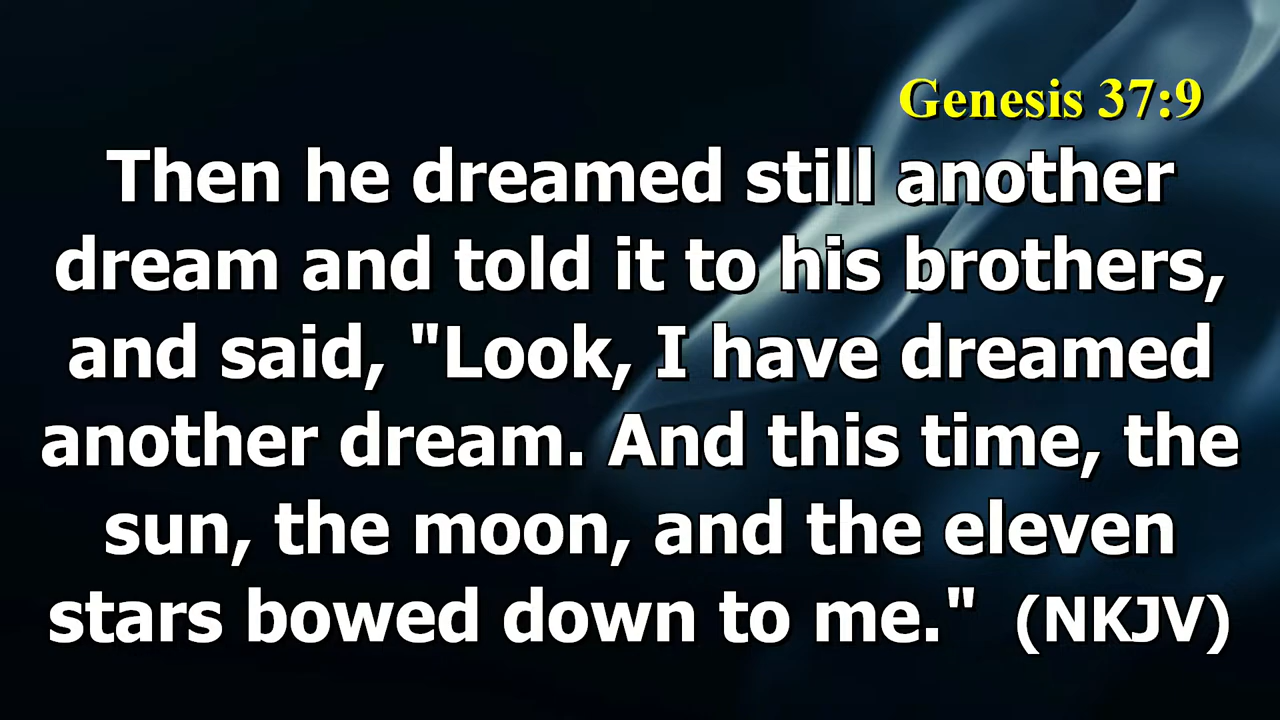 Genesis 37:9
Then he dreamed still another
dream and told it to his brothers,
and said, "Look, I have dreamed
another dream. And this time, the
sun, the moon, and the eleven
stars bowed down to me." (NKJV)